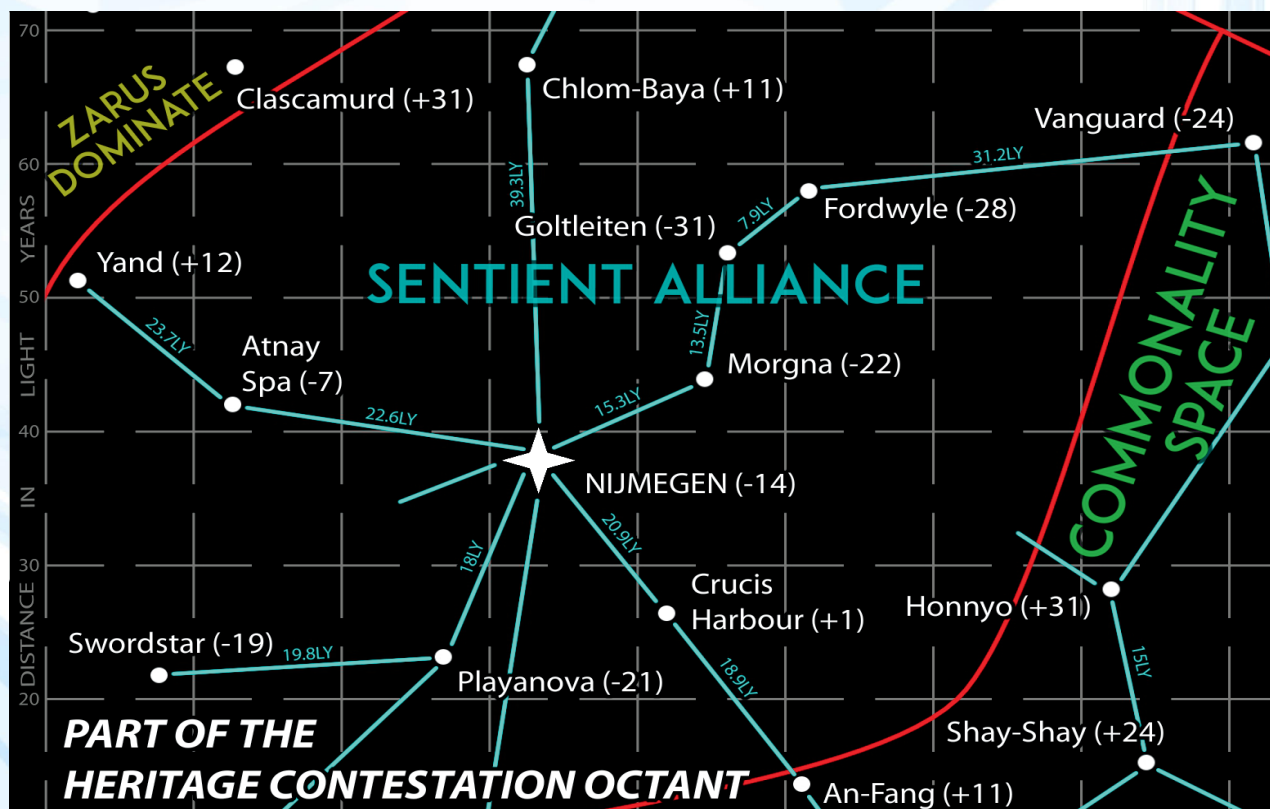 70
ZARUS
DOMINATE
Clascamurd (+31)
Chlom-Baya (+11)
Vanguard (-24)
60
39.3LY
31.2LY
Fordwyle (-28)
7.9LY
Goltleiten (-31)
Yand (+12)
SENTIENT ALLIANCE
COMMONALITY
SPACE
50
23.7LY
13.5LY
Atnay
Spa (-7)
Morgna (-22)
22.6LY
15.3LY
40
NIJMEGEN (-14)
20.9LY
18LY
30
Crucis
Harbour (+1)
Honnyo (+31)
Swordstar (-19)
19.8LY
Playanova (-21)
18.9LY
15LY
20
Shay-Shay (+24)
An-Fang (+11)
DISTANCE IN LIGHT YEARS
PART OF THE
HERITAGE CONTESTATION OCTANT